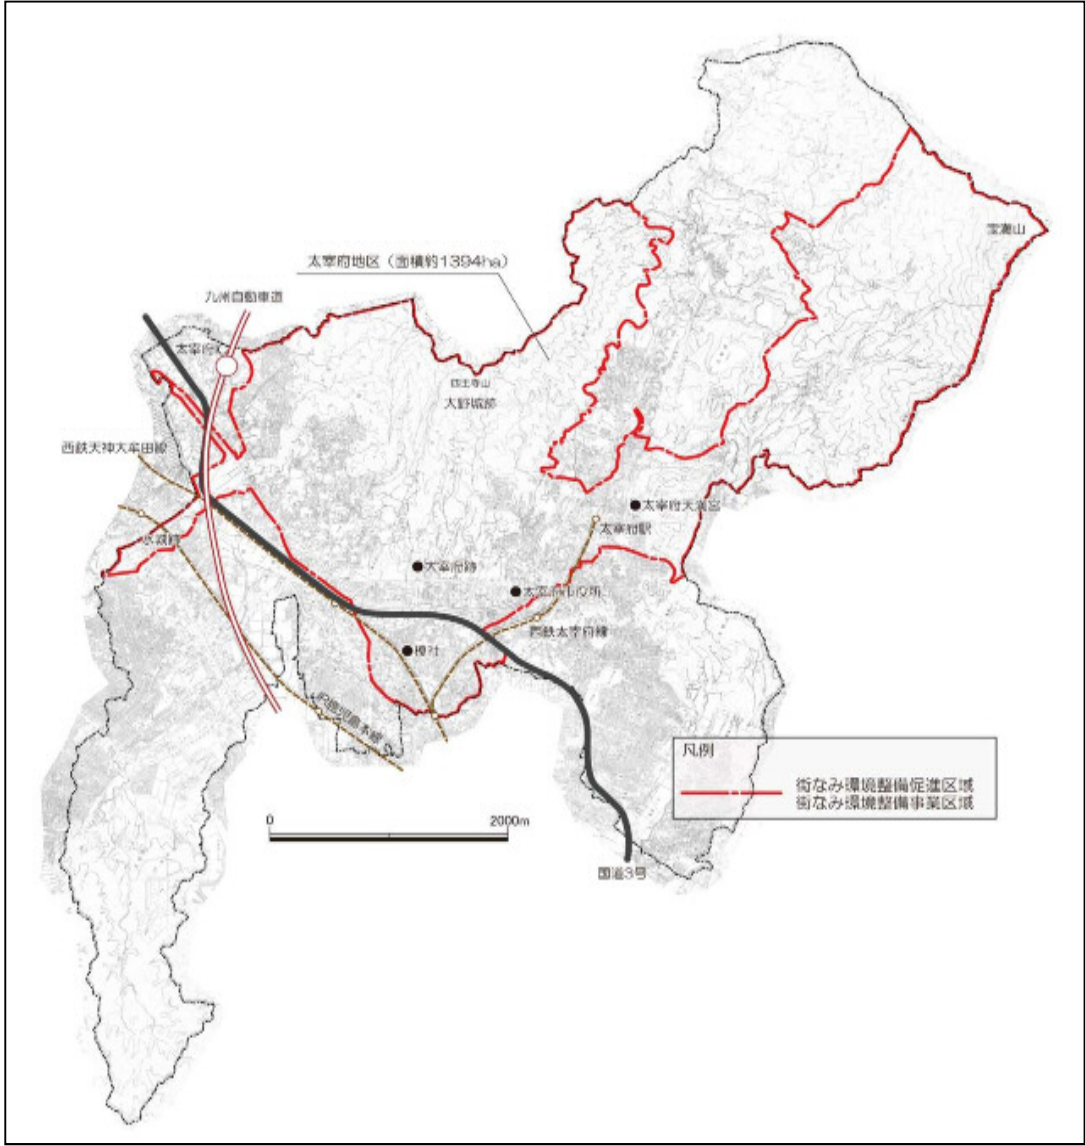 宝満山
太宰府地区（面積約1394ha）
九州自動車道
太宰府IC
四王寺山
大野城跡
西鉄天神大牟田線
太宰府天満宮
太宰府駅
水城跡
大宰府跡
太宰府市役所
西鉄太宰府線
榎社
JR鹿児島本線
凡例
街なみ環境整備促進区域
街なみ環境整備事業区域
0 2000m
国道3号